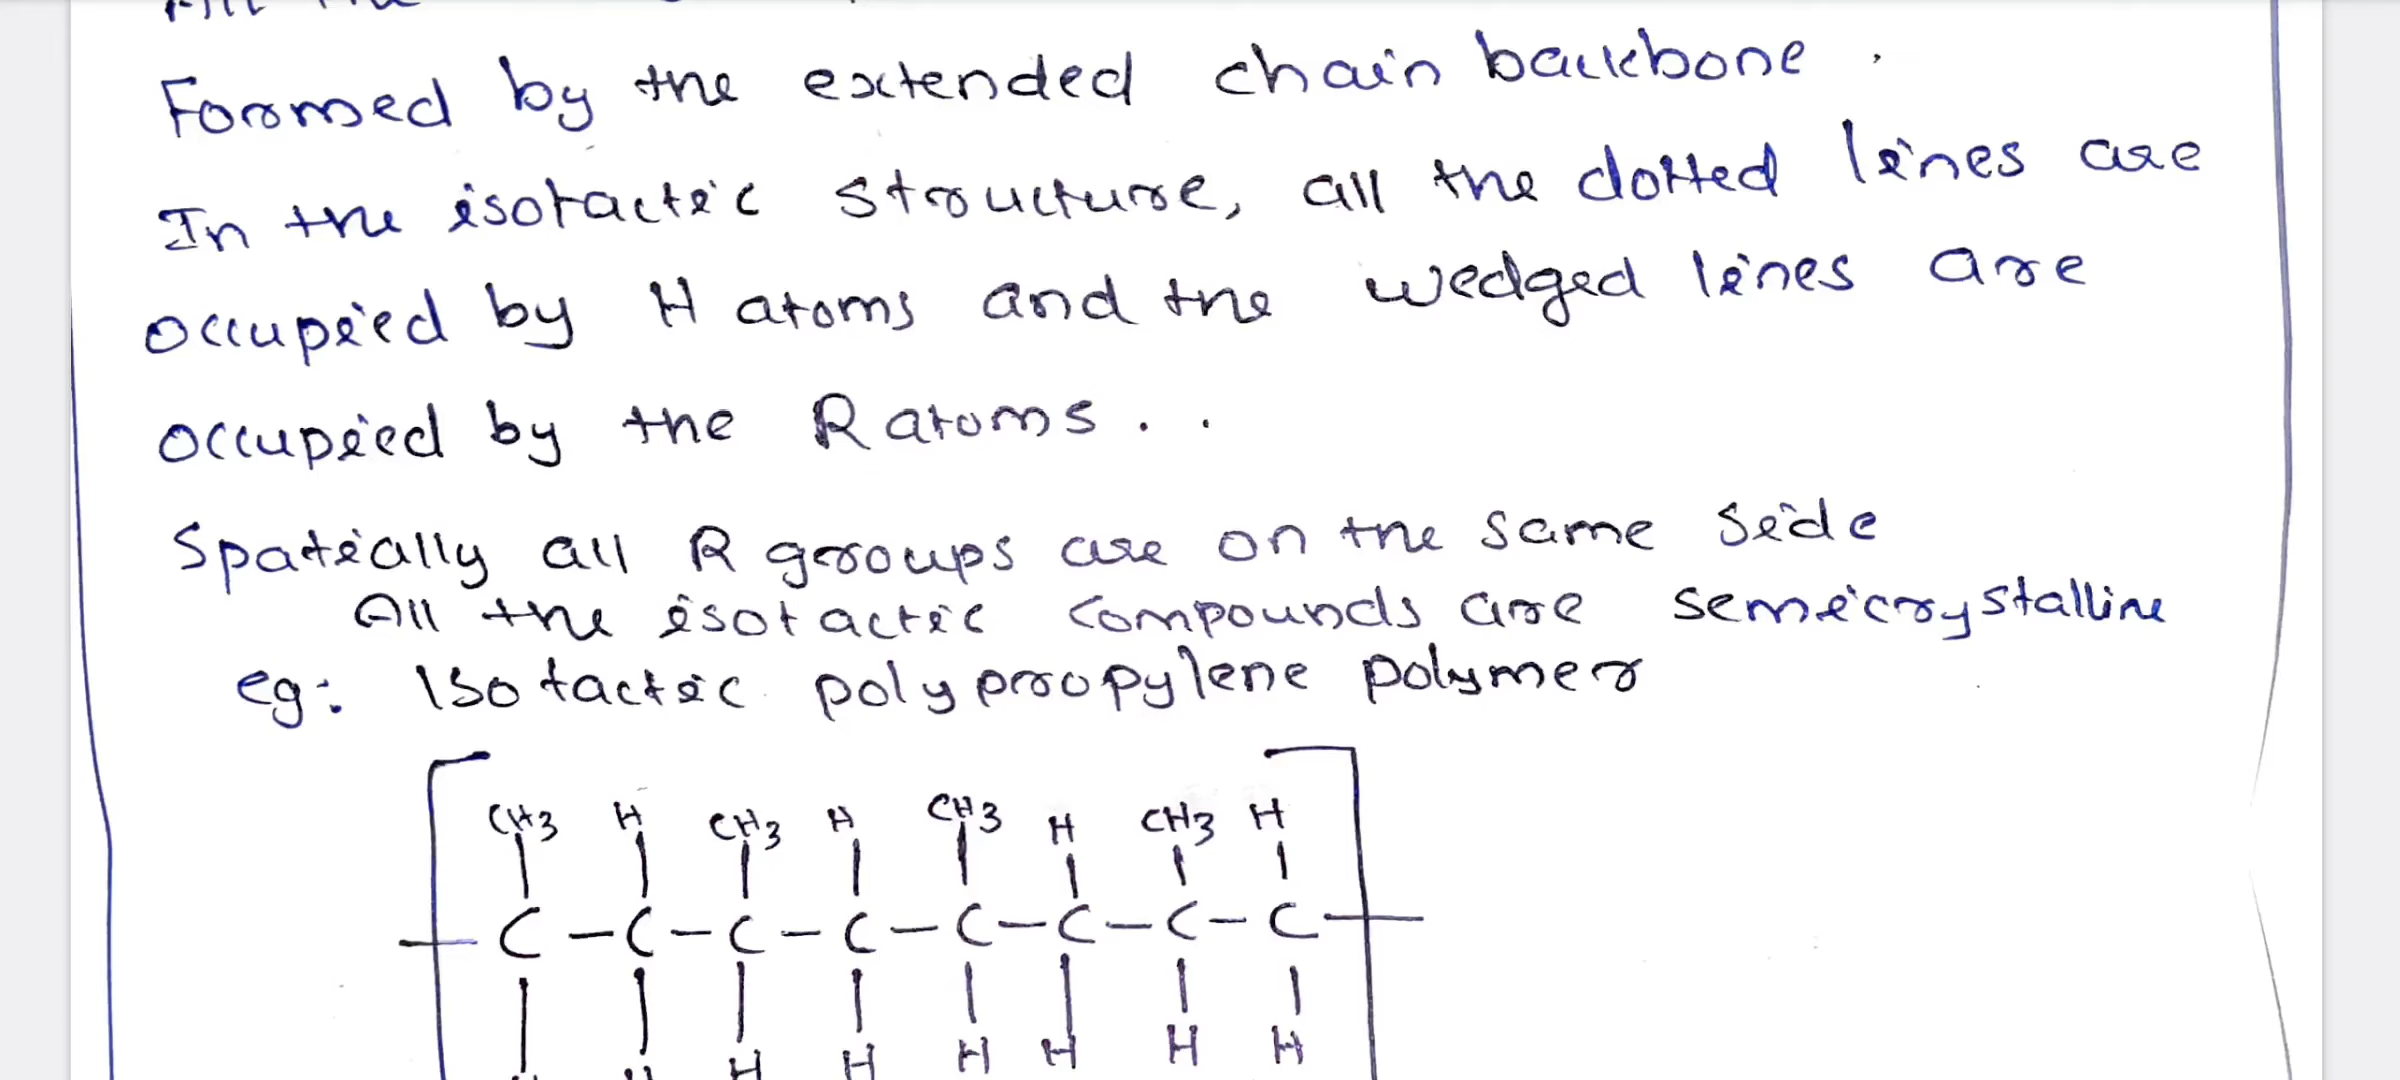 Formed by the extended chain backbone.
In the isotactic structure, all the dotted lines are
occupied by H atoms and the wedged lines are
occupied by the R atoms..
Spatially all R groups are on the same side
All the isotactic compounds are semicrystalline
eg: Isotactic polypropylene polymer
CH3 H CH3 H CH3 H CH3 H
C - C - C - C - C - C - C - C
H H H H H H